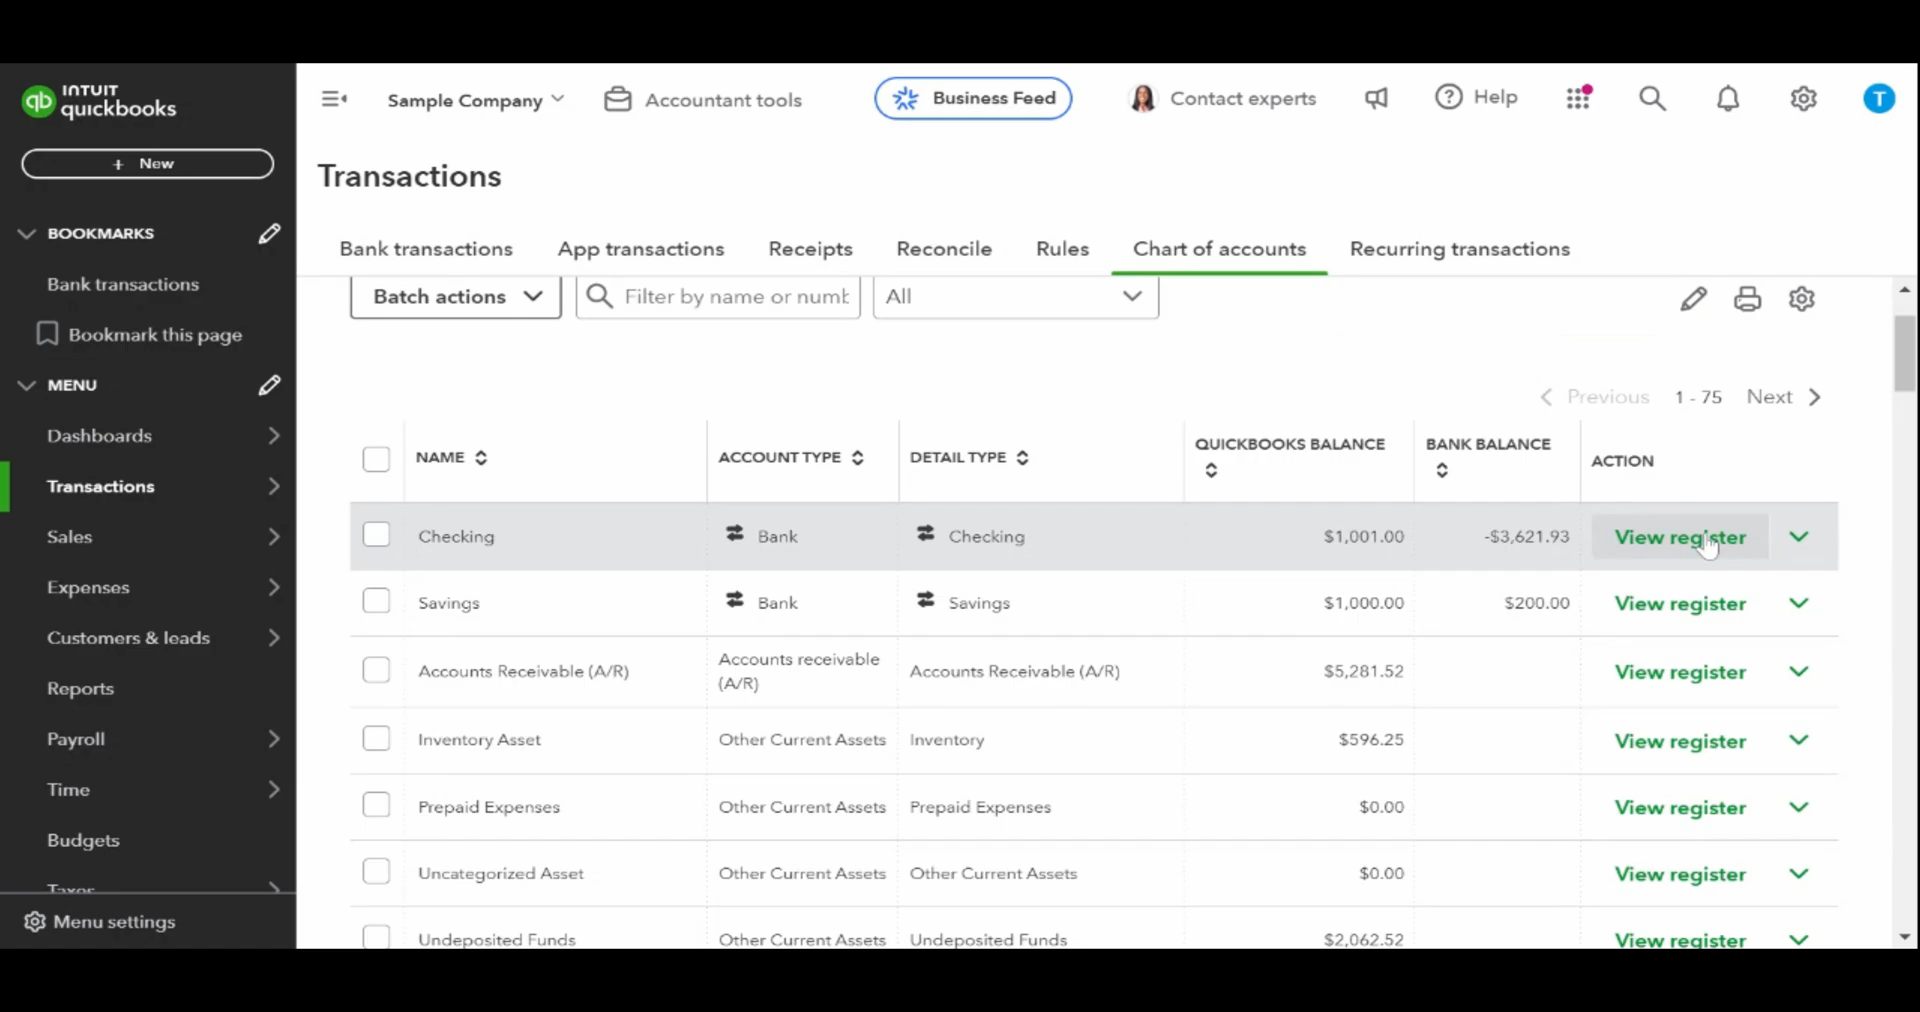 INTUIT
quickbooks
Sample Company
Accountant tools
Business Feed
Contact experts
Help
T
+ New
Transactions
BOOKMARKS
Bank transactions
Bookmark this page
MENU
Dashboards
Transactions
Sales
Expenses
Customers & leads
Reports
Payroll
Time
Budgets
Taxes
Menu settings
Bank transactions App transactions Receipts Reconcile Rules Chart of accounts Recurring transactions
Batch actions
Filter by name or numb
All
Previous 1 - 75 Next
NAME ACCOUNT TYPE DETAIL TYPE QUICKBOOKS BALANCE BANK BALANCE ACTION
Checking Bank Checking $1,001.00 -$3,621.93 View register
Savings Bank Savings $1,000.00 $200.00 View register
Accounts Receivable (A/R) Accounts receivable (A/R) Accounts Receivable (A/R) $5,281.52 View register
Inventory Asset Other Current Assets Inventory $596.25 View register
Prepaid Expenses Other Current Assets Prepaid Expenses $0.00 View register
Uncategorized Asset Other Current Assets Other Current Assets $0.00 View register
Undeposited Funds Other Current Assets Undeposited Funds $2,062.52 View register